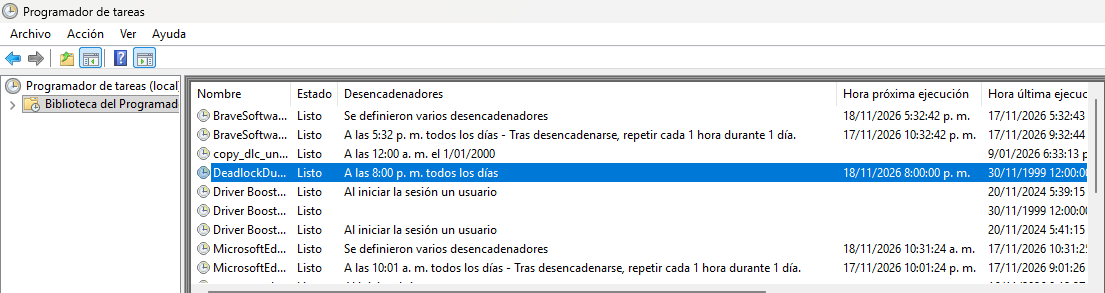 Programador de tareas
Archivo Acción Ver Ayuda
Programador de tareas (local)
Biblioteca del Programad
Nombre Estado Desencadenadores Hora próxima ejecución Hora última ejecuc
BraveSoftwa... Listo Se definieron varios desencadenadores 18/11/2026 5:32:42 p. m. 17/11/2026 5:32:43
BraveSoftwa... Listo A las 5:32 p. m. todos los días - Tras desencadenarse, repetir cada 1 hora durante 1 día. 17/11/2026 10:32:42 p. m. 17/11/2026 9:32:44
copy_dlc_un... Listo A las 12:00 a. m. el 1/01/2000 9/01/2026 6:33:13 p
DeadlockDu... Listo A las 8:00 p. m. todos los días 18/11/2026 8:00:00 p. m. 30/11/1999 12:00:00
Driver Boost... Listo Al iniciar la sesión un usuario 20/11/2024 5:39:15
Driver Boost... Listo 30/11/1999 12:00:00
Driver Boost... Listo Al iniciar la sesión un usuario 20/11/2024 5:41:15
MicrosoftEd... Listo Se definieron varios desencadenadores 18/11/2026 10:31:24 a. m. 17/11/2026 10:31:25
MicrosoftEd... Listo A las 10:01 a. m. todos los días - Tras desencadenarse, repetir cada 1 hora durante 1 día. 17/11/2026 10:01:24 p. m. 17/11/2026 9:01:26